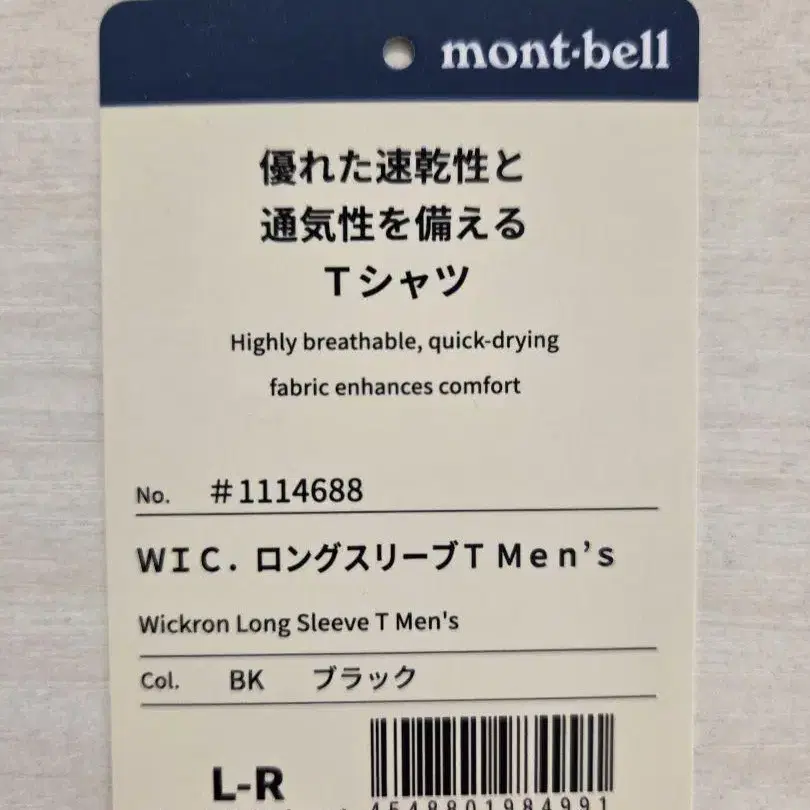 mont-bell
優れた速乾性と
通気性を備える
Tシャツ
Highly breathable, quick-drying
fabric enhances comfort
No. #1114688
WIC. ロングスリーブT Men's
Wickron Long Sleeve T Men's
Col. BK ブラック
L-R
4548801984991